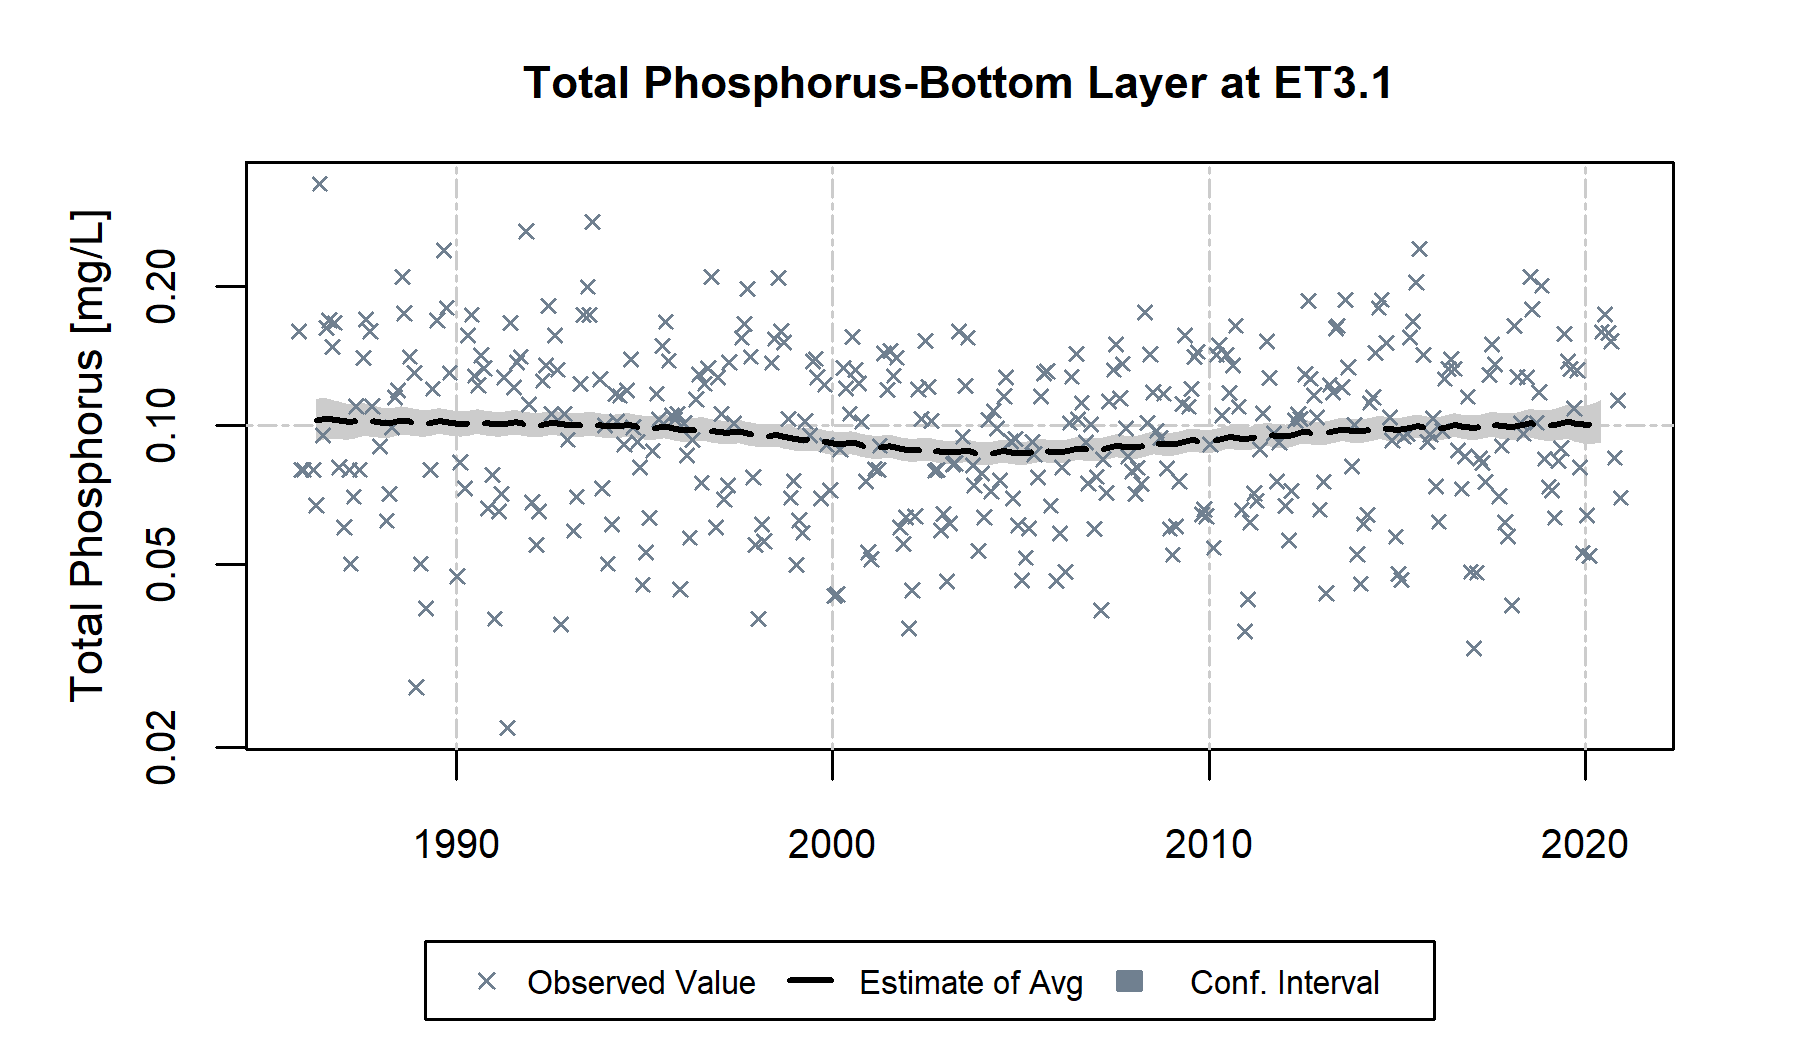 Total Phosphorus-Bottom Layer at ET3.1
Total Phosphorus [mg/L]
0.20
0.10
0.05
0.02
1990 2000 2010 2020
Observed Value Estimate of Avg Conf. Interval